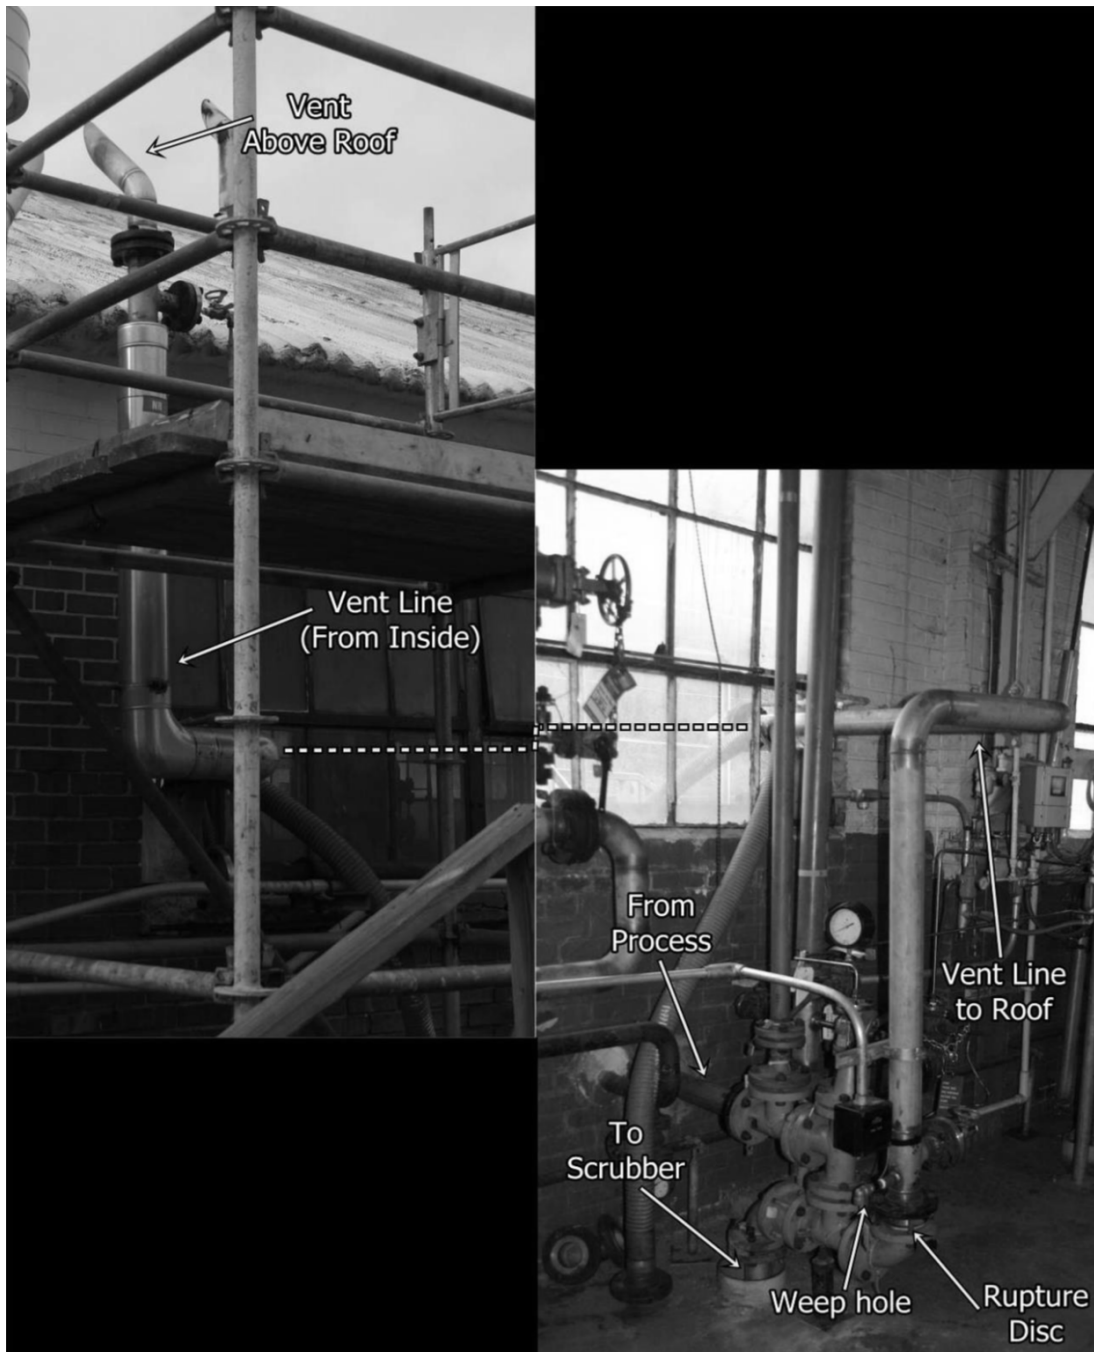 Vent
Above Roof
Vent Line
(From Inside)
From
Process
Vent Line
to Roof
To
Scrubber
Weep hole
Rupture
Disc